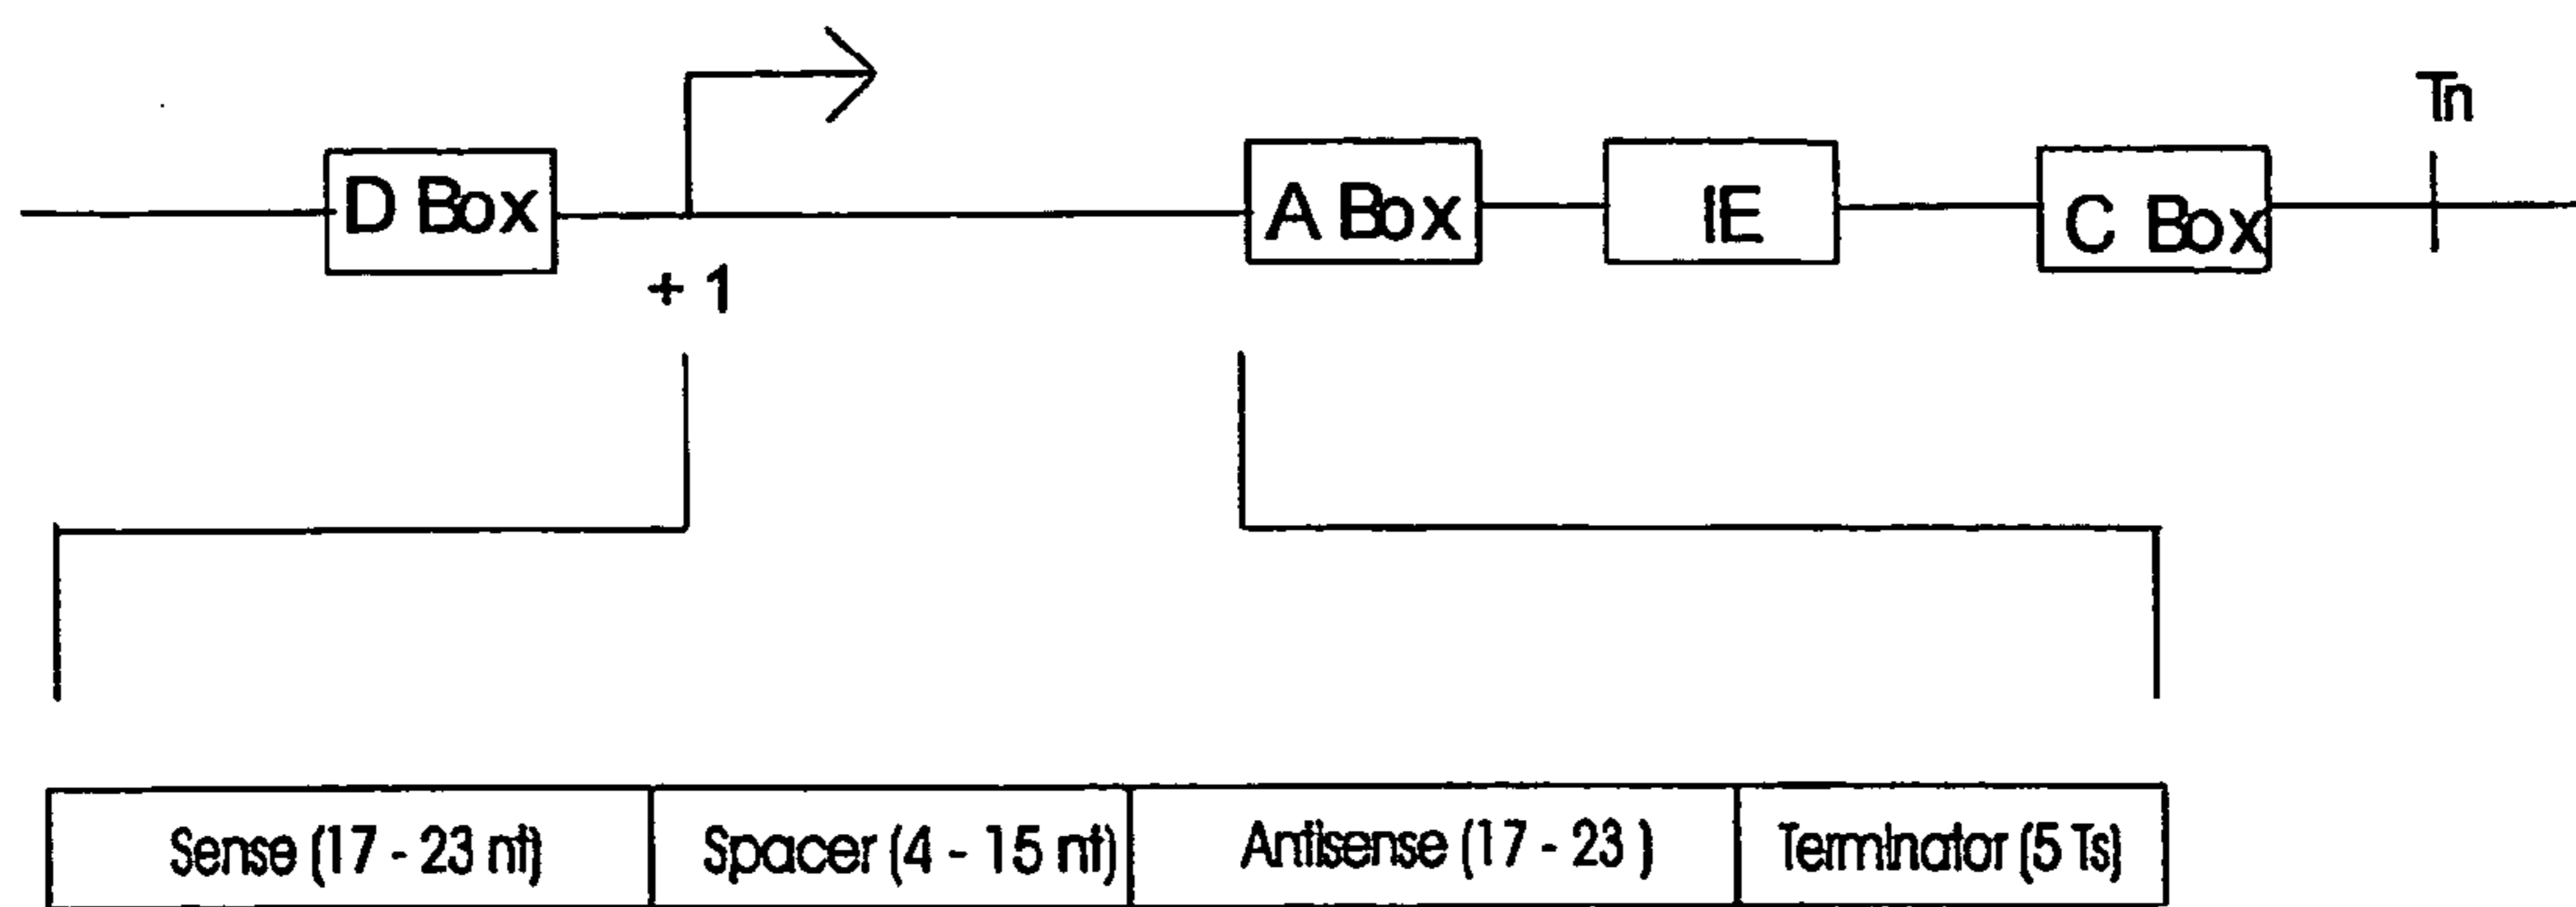 Tn
D Box
A Box
IE
C Box
+ 1
Sense (17 - 23 nt)
Spacer (4 - 15 nt)
Antisense (17 - 23 )
Terminator (5 Ts)